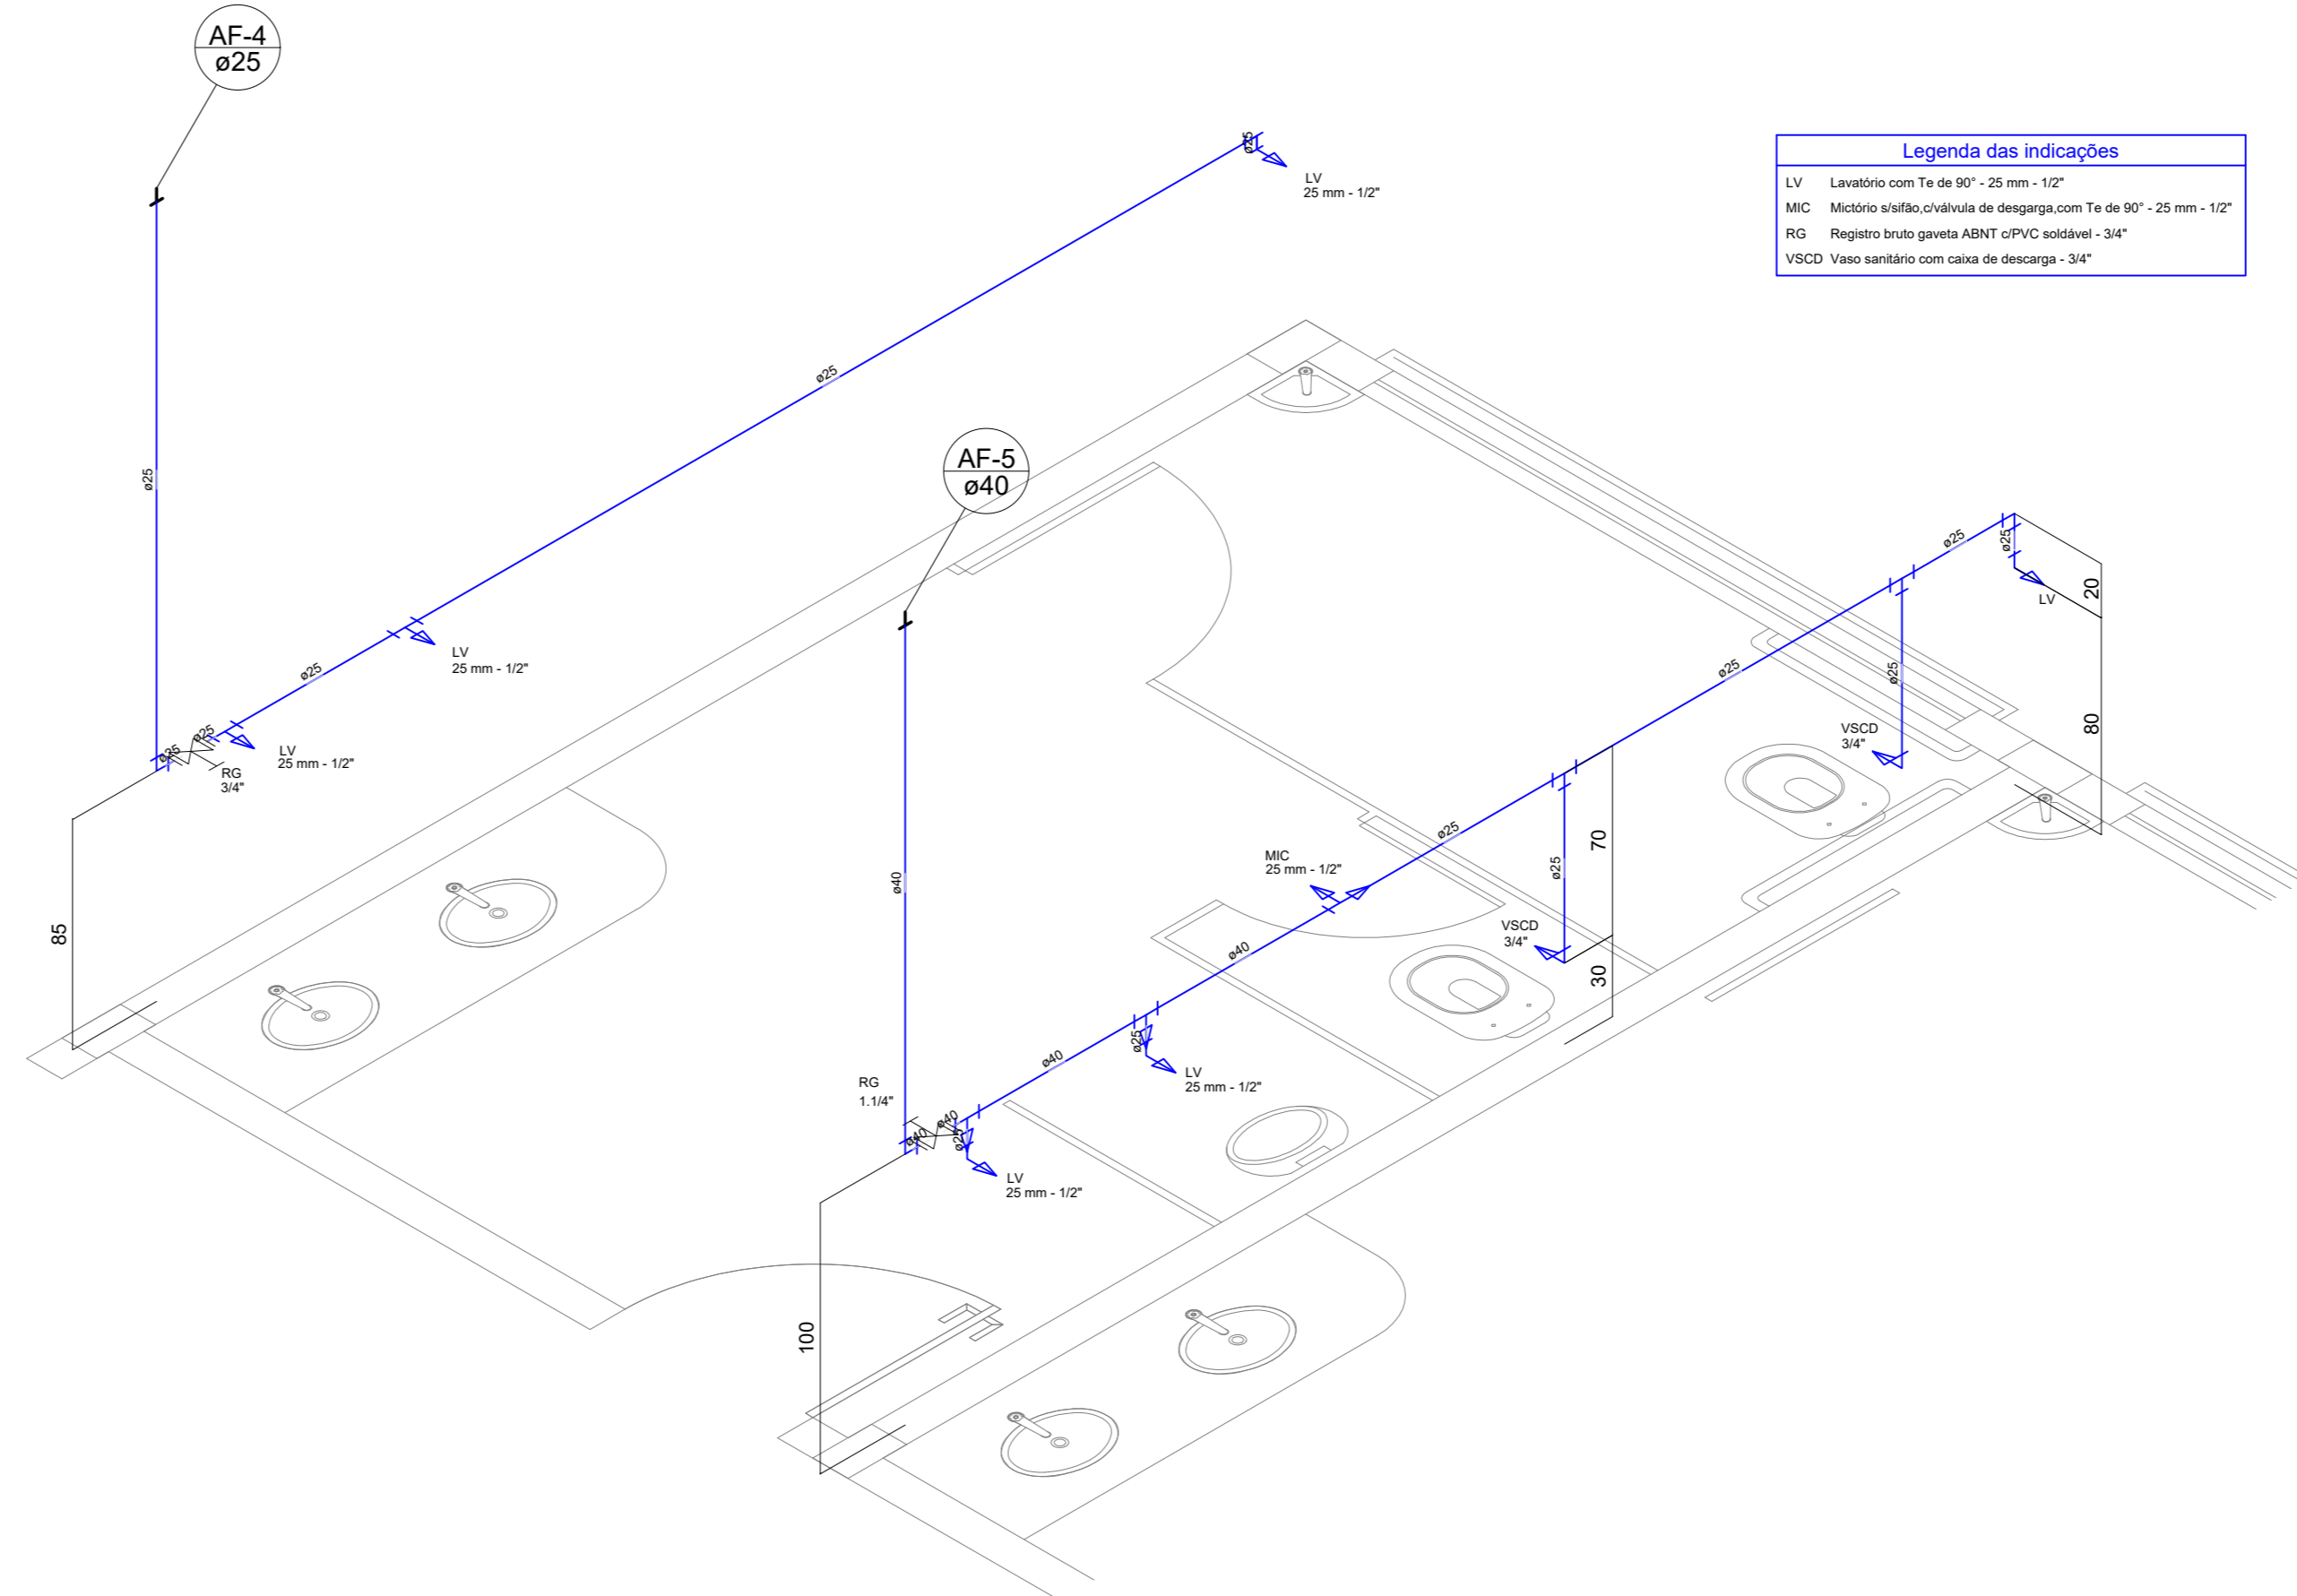 AF-4
ø25
ø25
LV
25 mm - 1/2"
Legenda das indicações
LV Lavatório com Te de 90° - 25 mm - 1/2"
MIC Mictório s/sifão,c/válvula de desgarga,com Te de 90° - 25 mm - 1/2"
RG Registro bruto gaveta ABNT c/PVC soldável - 3/4"
VSCD Vaso sanitário com caixa de descarga - 3/4"
ø25
ø25
AF-5
ø40
ø25
LV
25 mm - 1/2"
ø25
ø25
LV
25 mm - 1/2"
RG
3/4"
85
ø25
ø25
20
LV
ø25
ø25
80
VSCD
3/4"
ø25
70
MIC
25 mm - 1/2"
ø25
ø40
VSCD
3/4"
30
ø40
ø40
ø25
LV
25 mm - 1/2"
RG
1.1/4"
ø40
ø40
ø25
LV
25 mm - 1/2"
100